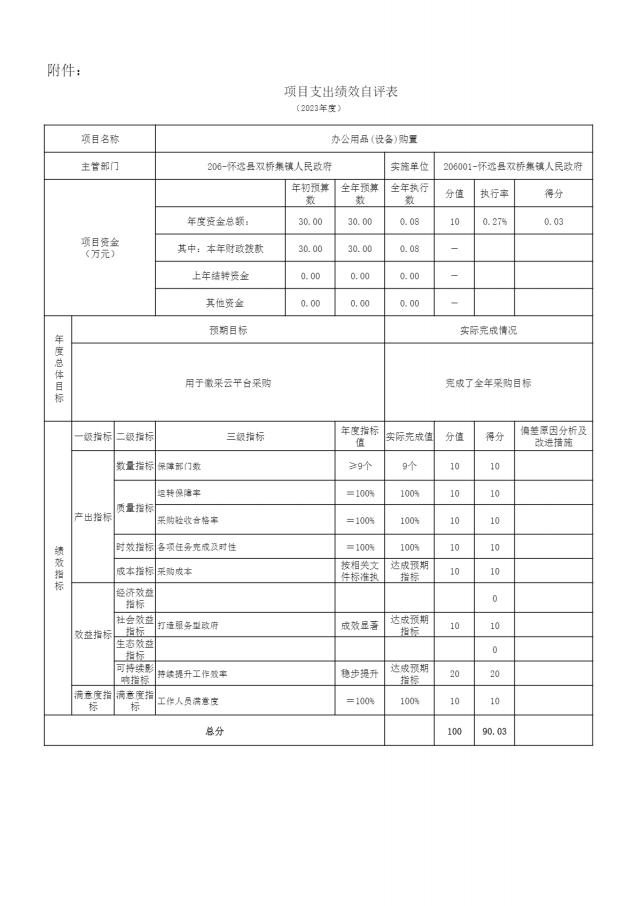 附件:
项目支出绩效自评表
（2023年度）
项目名称 办公用品(设备)购置
主管部门 206-怀远县双桥集镇人民政府 实施单位 206001-怀远县双桥集镇人民政府
项目资金
（万元）
年初预算数 全年预算数 全年执行数 分值 执行率 得分
年度资金总额: 30.00 30.00 0.08 10 0.27% 0.03
其中: 本年财政拨款 30.00 30.00 0.08 －
上年结转资金 0.00 0.00 0.00 －
其他资金 0.00 0.00 0.00 －
年度总体目标
预期目标 实际完成情况
用于徽采云平台采购 完成了全年采购目标
绩效指标
一级指标 二级指标 三级指标 年度指标值 实际完成值 分值 得分 偏差原因分析及改进措施
产出指标
数量指标 保障部门数 ≥9个 9个 10 10
质量指标 运转保障率 ＝100% 100% 10 10
采购验收合格率 ＝100% 100% 10 10
时效指标 各项任务完成及时性 ＝100% 100% 10 10
成本指标 采购成本 按相关文件标准执 达成预期指标 10 10
效益指标
经济效益指标 0
社会效益指标 打造服务型政府 成效显著 达成预期指标 10 10
生态效益指标 0
可持续影响指标 持续提升工作效率 稳步提升 达成预期指标 20 20
满意度指标 满意度指标 工作人员满意度 ＝100% 100% 10 10
总分 100 90.03